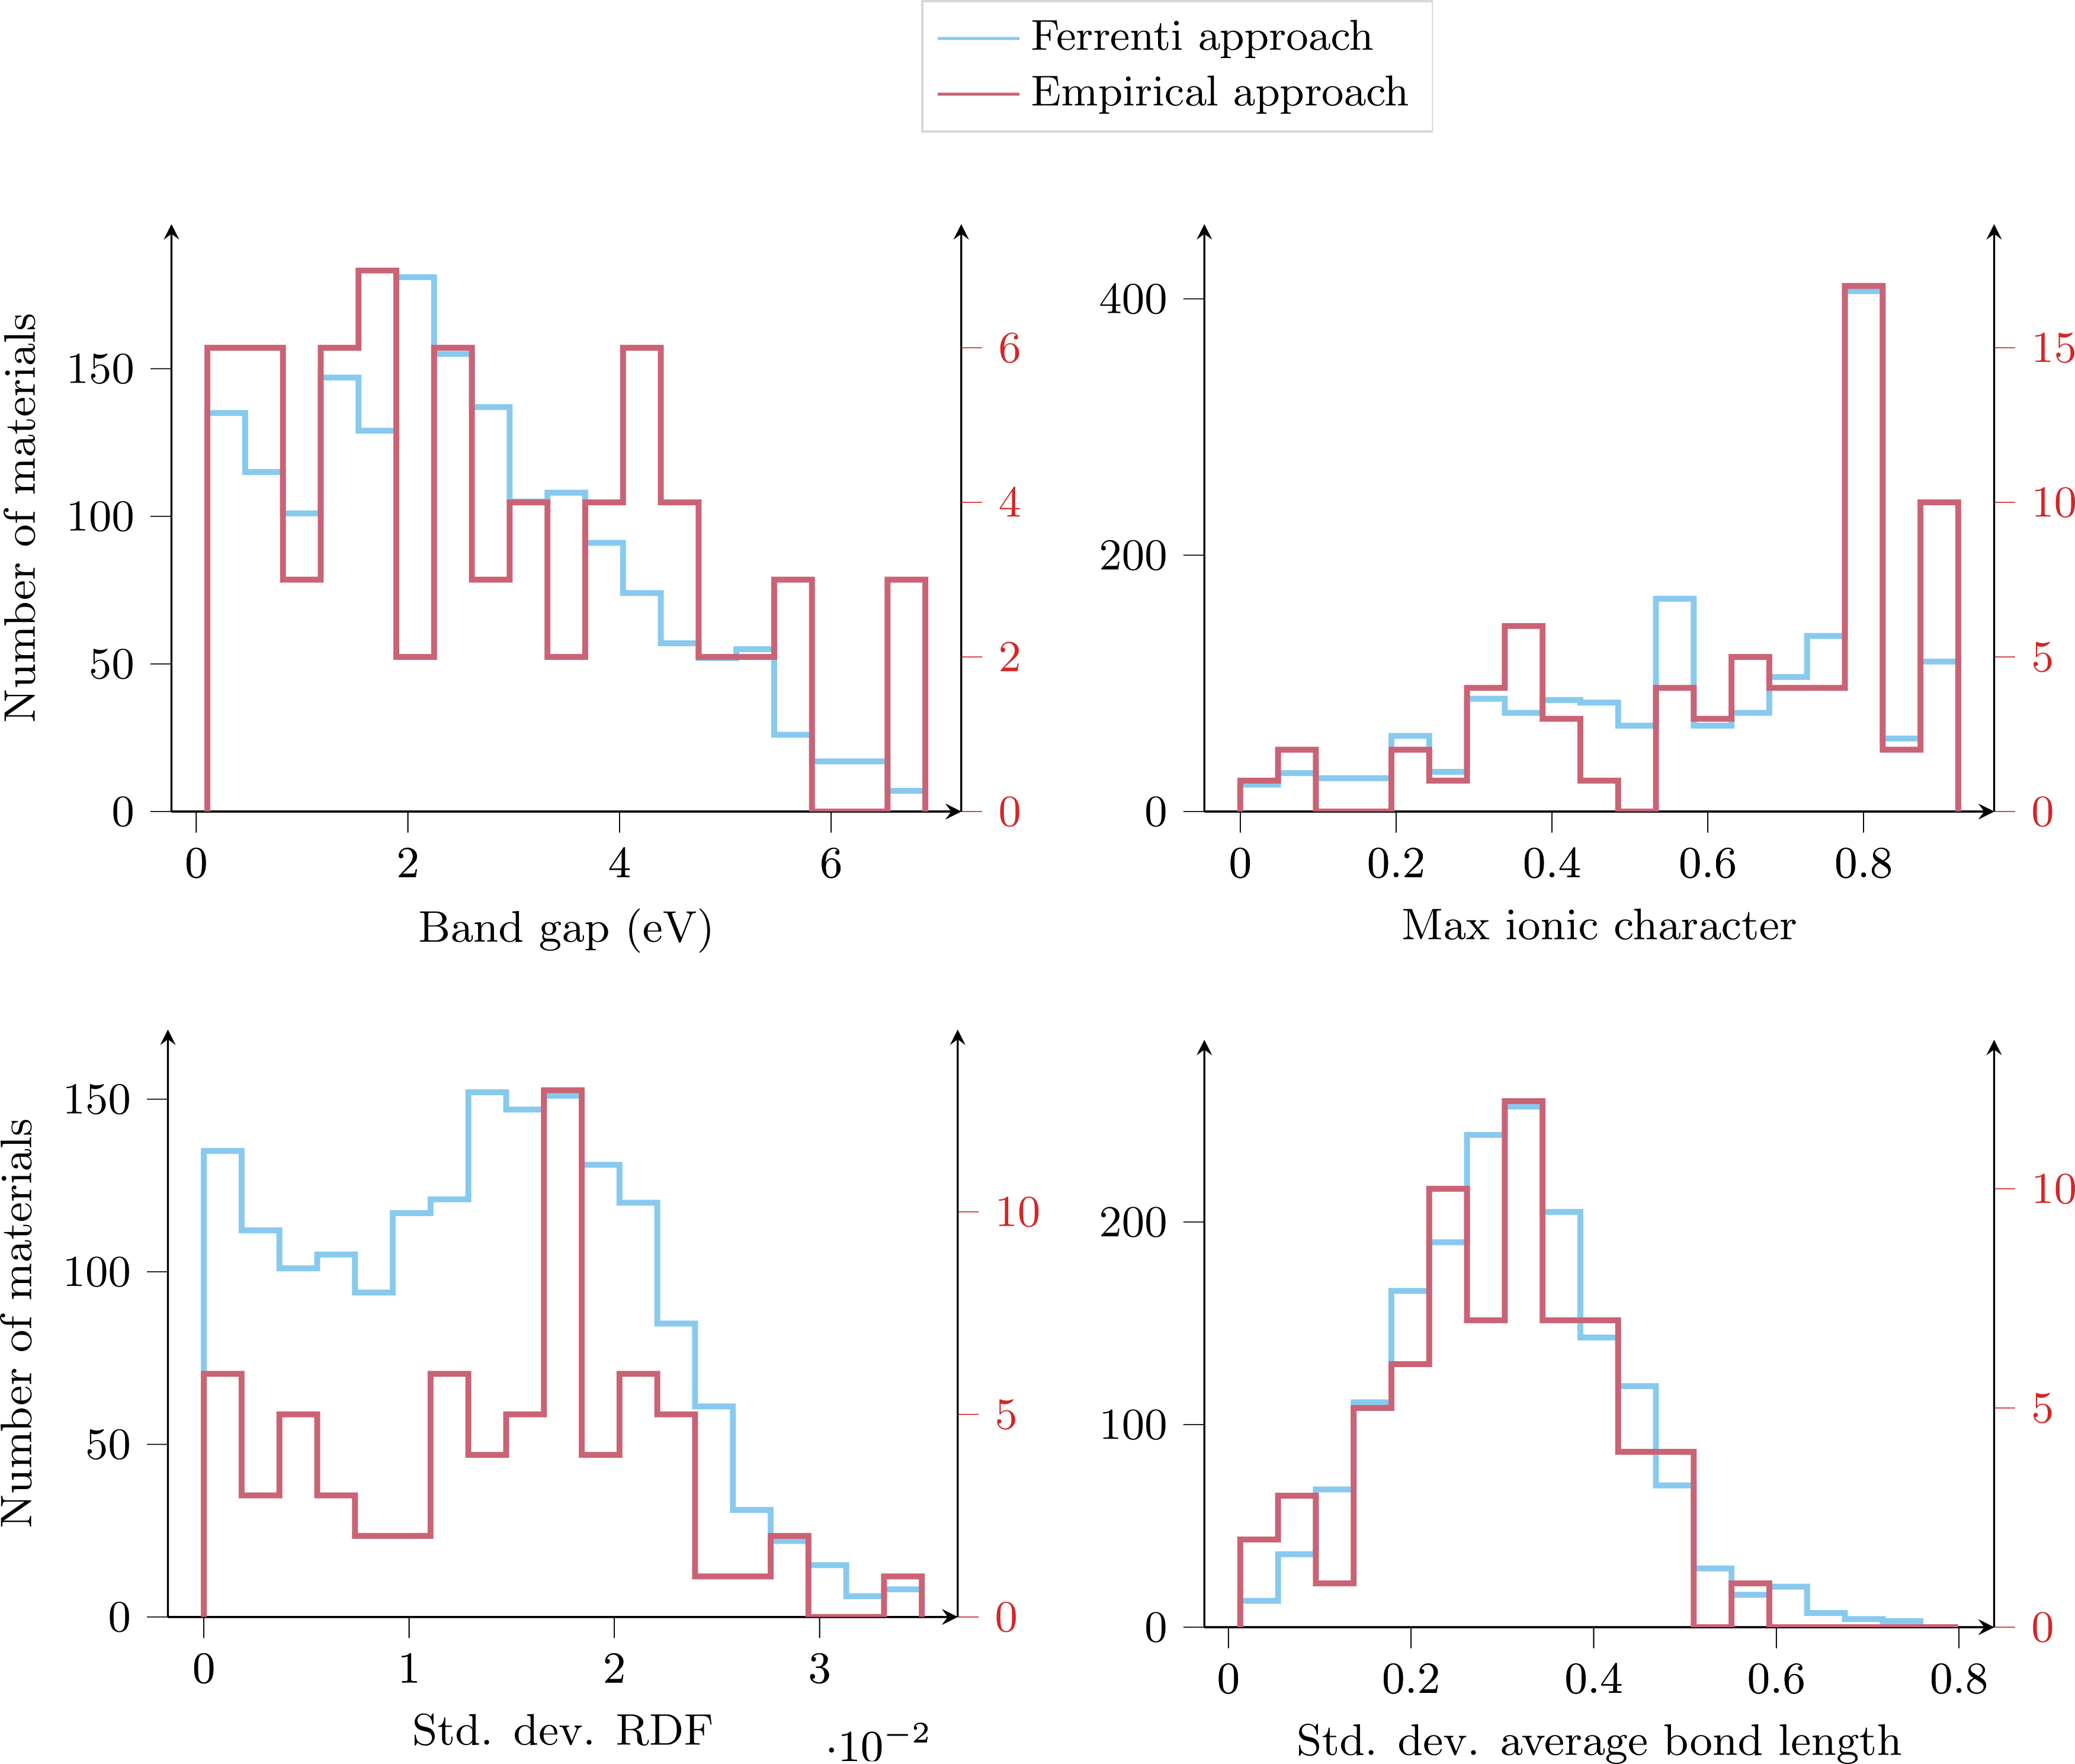 Ferrenti approach
Empirical approach
Number of materials
150
100
50
0
6
4
2
0
0 2 4 6
Band gap (eV)
400
200
0
15
10
5
0
0 0.2 0.4 0.6 0.8
Max ionic character
Number of materials
150
100
50
0
10
5
0
0 1 2 3
Std. dev. RDF
·10⁻²
200
100
0
10
5
0
0 0.2 0.4 0.6 0.8
Std. dev. average bond length